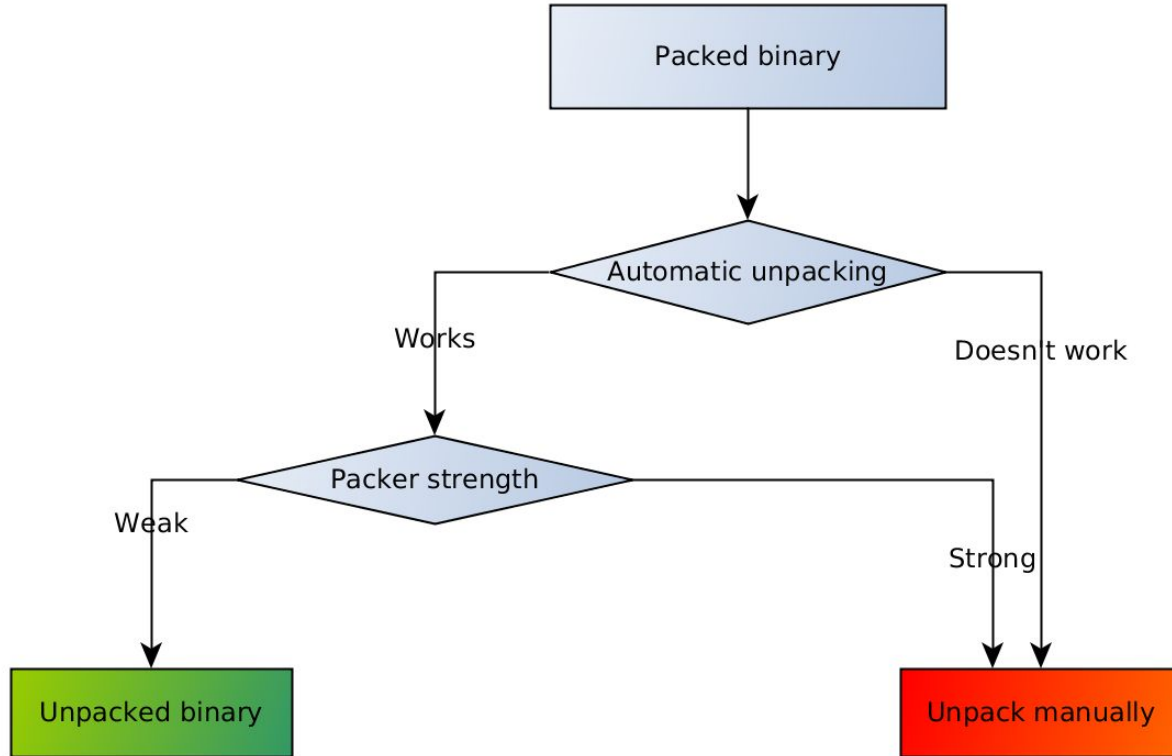 Packed binary
Automatic unpacking
Works
Doesn't work
Packer strength
Weak
Strong
Unpacked binary
Unpack manually